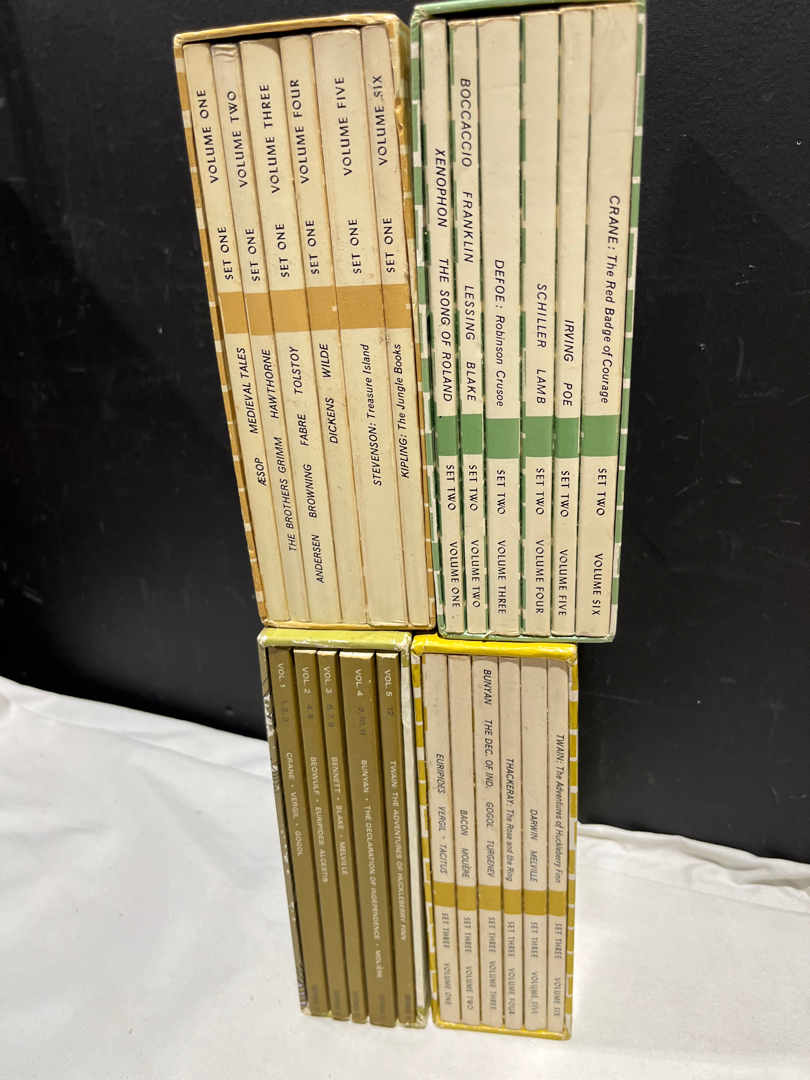 VOLUME ONE SET ONE ÆSOP MEDIEVAL TALES
VOLUME TWO SET ONE THE BROTHERS GRIMM HAWTHORNE
VOLUME THREE SET ONE ANDERSEN BROWNING FABRE TOLSTOY
VOLUME FOUR SET ONE DICKENS WILDE
VOLUME FIVE SET ONE STEVENSON: Treasure Island
VOLUME SIX SET ONE KIPLING: The Jungle Books
XENOPHON THE SONG OF ROLAND SET TWO VOLUME ONE
BOCCACCIO FRANKLIN LESSING BLAKE SET TWO VOLUME TWO
DEFOE: Robinson Crusoe SET TWO VOLUME THREE
SCHILLER LAMB SET TWO VOLUME FOUR
IRVING POE SET TWO VOLUME FIVE
CRANE: The Red Badge of Courage SET TWO VOLUME SIX
VOL 1 1, 2, 3 CRANE • VERGIL • GOGOL
VOL 2 4, 5 BEOWULF • EURIPIDES: ALCESTIS
VOL 3 BENNETT • BLAKE • MELVILLE
VOL 4 9, 10, 11 BUNYAN • THE DECLARATION OF INDEPENDENCE • MOLIÈRE
VOL 5 12 TWAIN: THE ADVENTURES OF HUCKLEBERRY FINN
EURIPIDES VERGIL • TACITUS SET THREE VOLUME ONE
BACON MOLIÈRE SET THREE VOLUME TWO
BUNYAN THE DEC. OF IND. GOGOL TURGENEV SET THREE VOLUME THREE
THACKERAY: The Rose and the Ring SET THREE VOLUME FOUR
DARWIN MELVILLE SET THREE VOLUME FIVE
TWAIN: The Adventures of Huckleberry Finn SET THREE VOLUME SIX